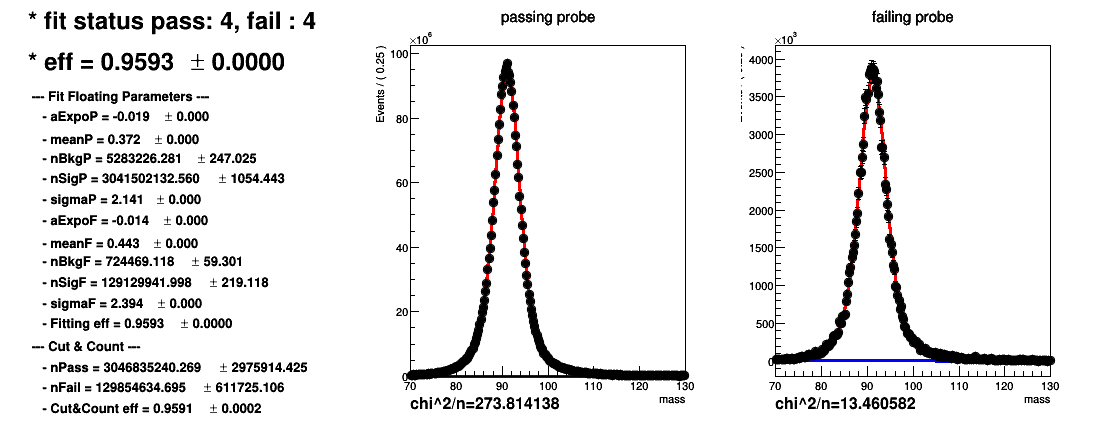 * fit status pass: 4, fail : 4
* eff = 0.9593 ± 0.0000
--- Fit Floating Parameters ---
- aExpoP = -0.019 ± 0.000
- meanP = 0.372 ± 0.000
- nBkgP = 5283226.281 ± 247.025
- nSigP = 3041502132.560 ± 1054.443
- sigmaP = 2.141 ± 0.000
- aExpoF = -0.014 ± 0.000
- meanF = 0.443 ± 0.000
- nBkgF = 724469.118 ± 59.301
- nSigF = 129129941.998 ± 219.118
- sigmaF = 2.394 ± 0.000
- Fitting eff = 0.9593 ± 0.0000
--- Cut & Count ---
- nPass = 3046835240.269 ± 2975914.425
- nFail = 129854634.695 ± 611725.106
- Cut&Count eff = 0.9591 ± 0.0002
passing probe
×10^6
Events / ( 0.25 )
100
80
60
40
20
0
70 80 90 100 110 120 130
mass
chi^2/n=273.814138
failing probe
×10^3
4000
3500
3000
2500
2000
1500
1000
500
0
70 80 90 100 110 120 130
mass
chi^2/n=13.460582